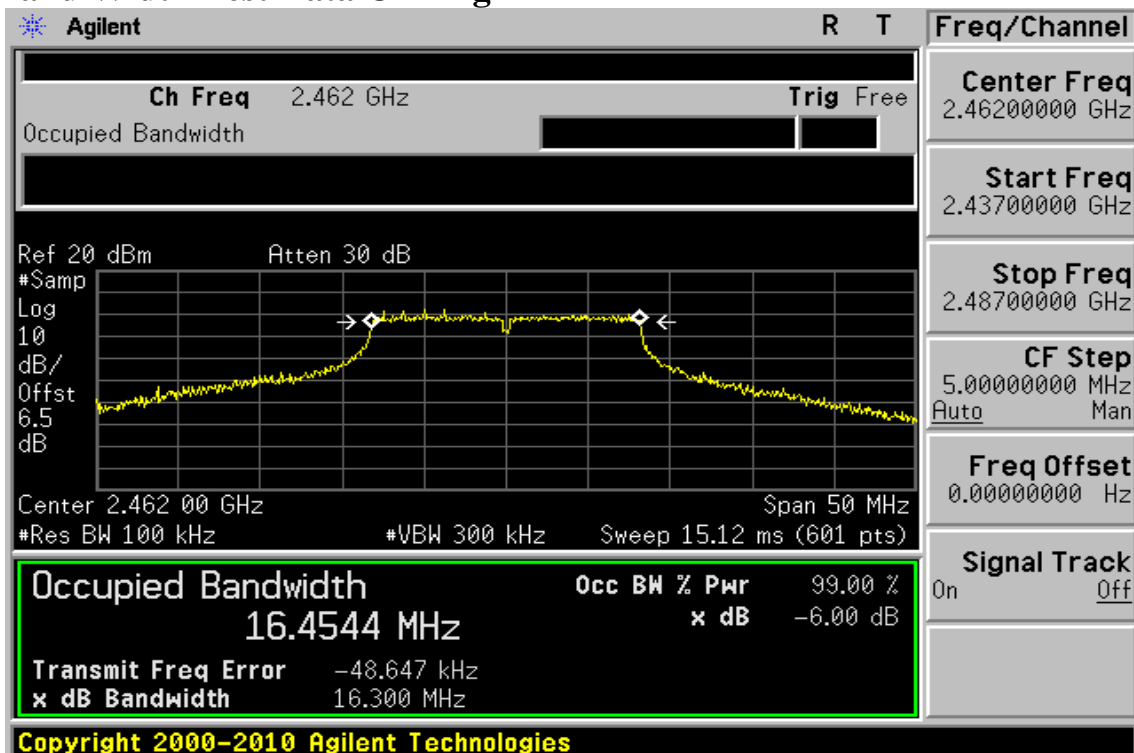 Agilent R T
Freq/Channel
Ch Freq 2.462 GHz Trig Free
Occupied Bandwidth
Center Freq
2.46200000 GHz
Start Freq
2.43700000 GHz
Stop Freq
2.48700000 GHz
CF Step
5.00000000 MHz
Auto Man
Freq Offset
0.00000000 Hz
Signal Track
On Off
Ref 20 dBm Atten 30 dB
#Samp
Log
10
dB/
Offst
6.5
dB
Center 2.462 00 GHz Span 50 MHz
#Res BW 100 kHz #VBW 300 kHz Sweep 15.12 ms (601 pts)
Occupied Bandwidth Occ BW % Pwr 99.00 %
16.4544 MHz x dB -6.00 dB
Transmit Freq Error -48.647 kHz
x dB Bandwidth 16.300 MHz
Copyright 2000-2010 Agilent Technologies